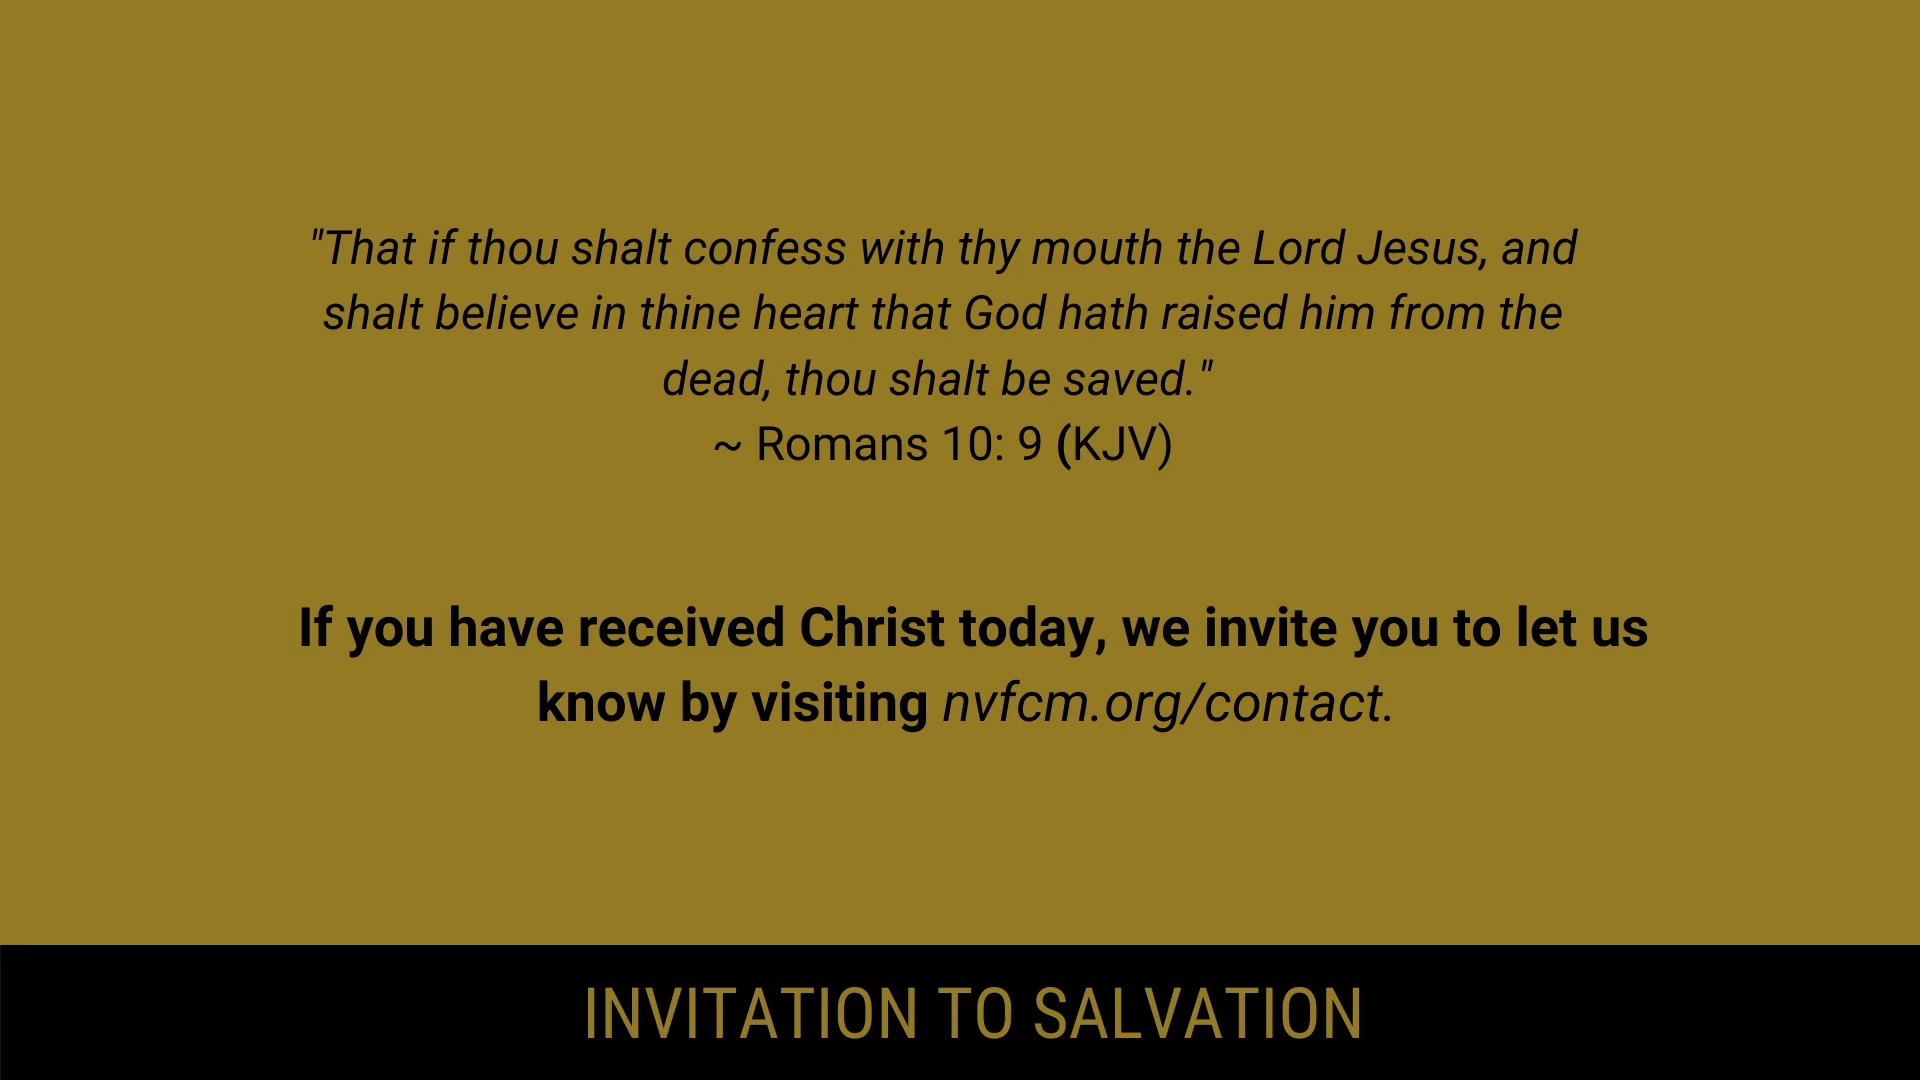 "That if thou shalt confess with thy mouth the Lord Jesus, and
shalt believe in thine heart that God hath raised him from the
dead, thou shalt be saved."
~ Romans 10: 9 (KJV)
If you have received Christ today, we invite you to let us
know by visiting nvfcm.org/contact.
INVITATION TO SALVATION